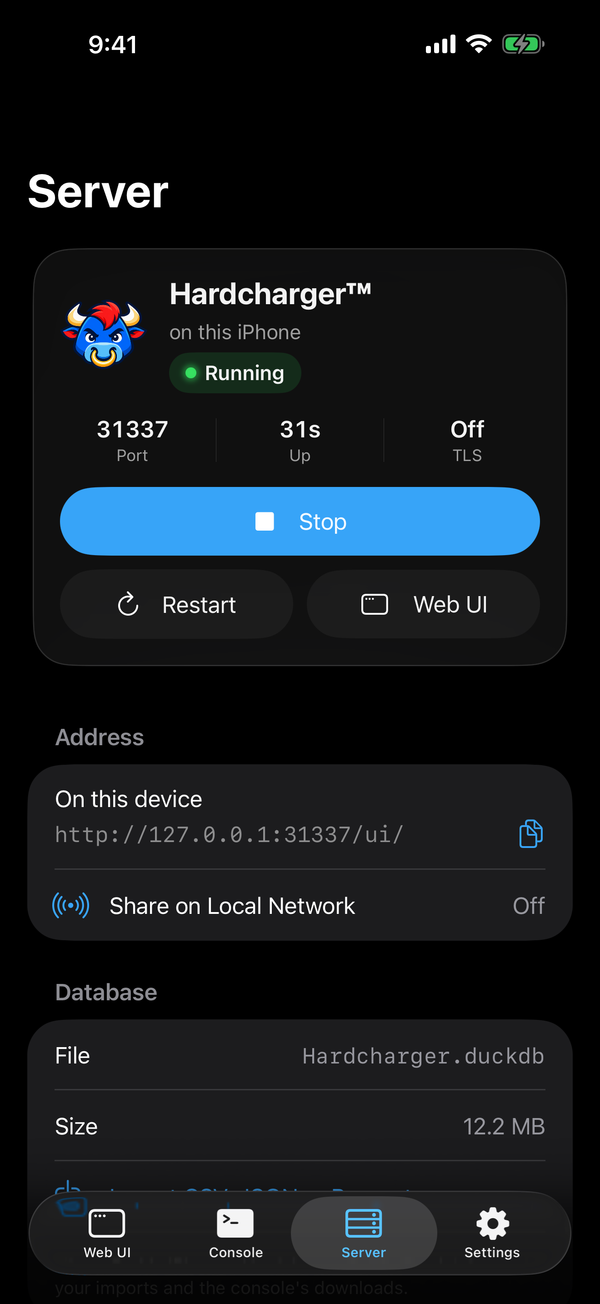 9:41
Server
Hardcharger™
on this iPhone
Running
31337
Port
31s
Up
Off
TLS
Stop
Restart
Web UI
Address
On this device
http://127.0.0.1:31337/ui/
Share on Local Network
Off
Database
File
Hardcharger.duckdb
Size
12.2 MB
Web UI
Console
Server
Settings
your imports and the console's downloads.